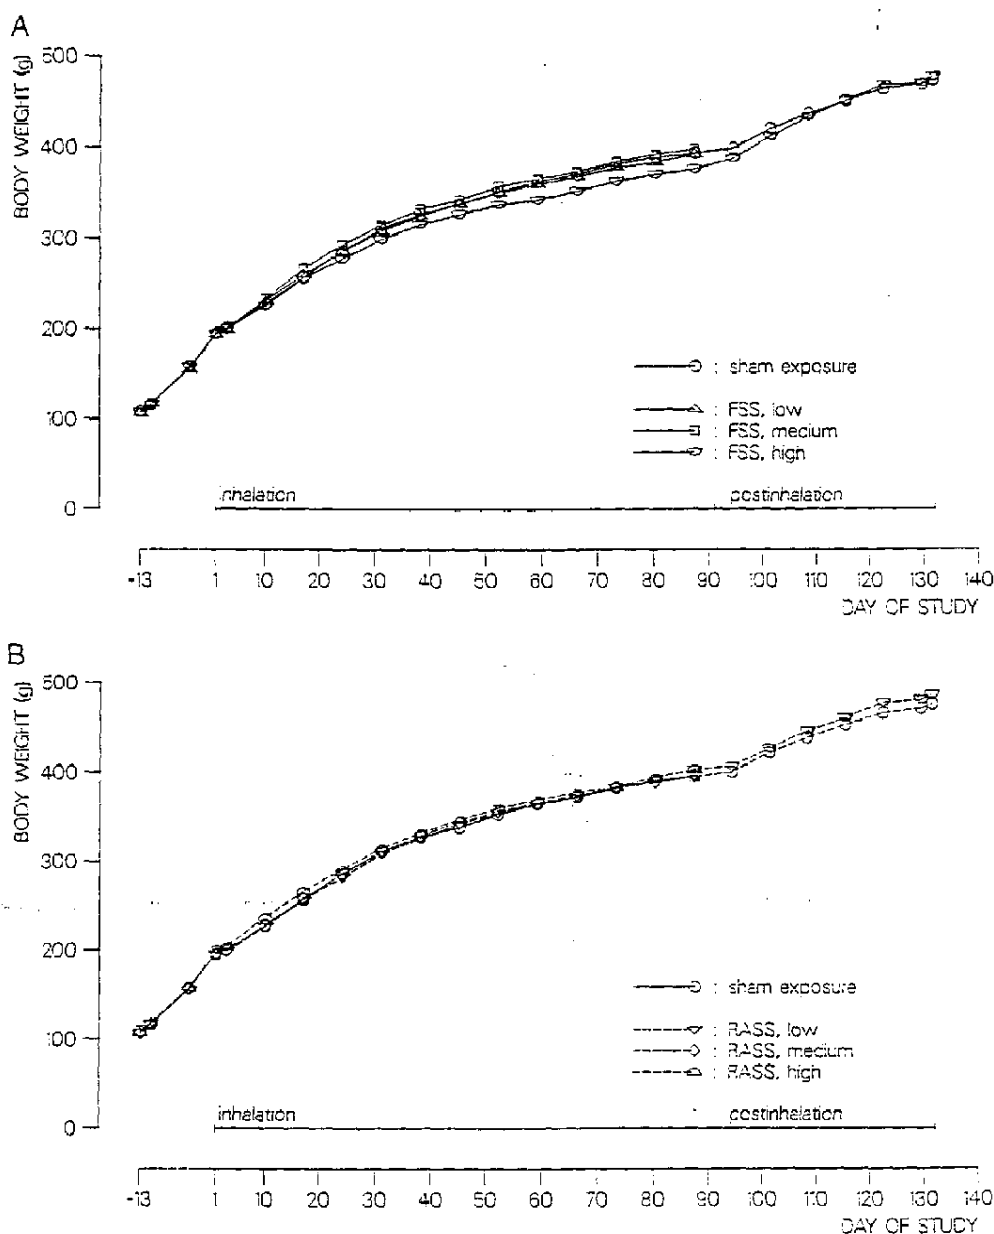 A
BODY WEIGHT (g)
500
400
300
200
100
0
sham exposure
FSS, low
FSS, medium
FSS, high
inhalation
postinhalation
-13 1 10 20 30 40 50 60 70 80 90 100 110 120 130 140
DAY OF STUDY
B
BODY WEIGHT (g)
500
400
300
200
100
0
: sham exposure
: RASS, low
: RASS, medium
: RASS, high
inhalation
postinhalation
-13 1 10 20 30 40 50 60 70 80 90 100 110 120 130 140
DAY OF STUDY